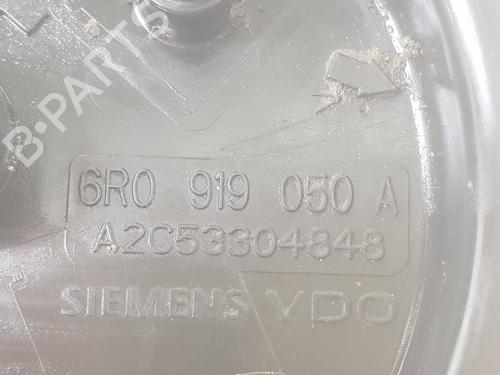 B-PARTS
6R0 919 050 A
A2C53304848
SIEMENS VDO